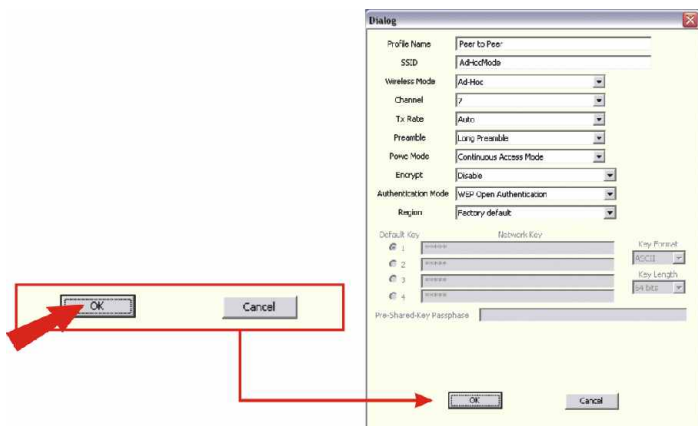 Dialog
Profile Name Peer to Peer
SSID AdHocMode
Wireless Mode Ad-Hoc
Channel 7
Tx Rate Auto
Preamble Long Preamble
Powe Mode Continuous Access Mode
Encrypt Disable
Authentication Mode WEP Open Authentication
Region Factory default
Default Key Network Key
1 *****
Key Format
ASCII
2 *****
Key Length
3 *****
64 bits
4 *****
Pre-Shared-Key Passphase
OK Cancel
OK Cancel